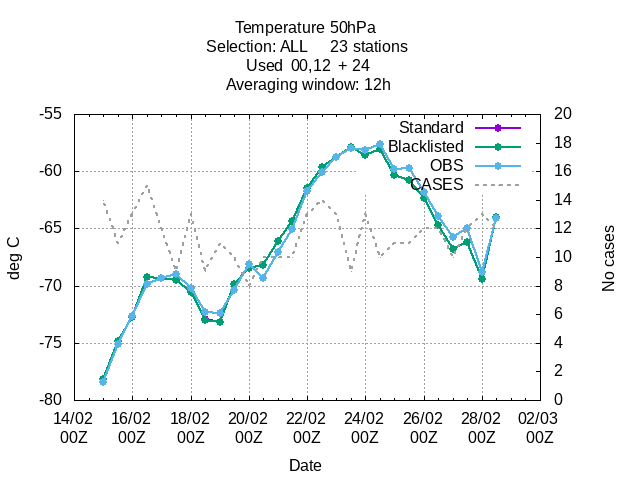 Temperature 50hPa
Selection: ALL 23 stations
Used 00,12 + 24
Averaging window: 12h
-55 20
Standard 18
Blacklisted
-60 OBS 16
CASES
14
-65 12
10
-70 8
6
-75 4
2
-80 0
deg C
No cases
14/02 16/02 18/02 20/02 22/02 24/02 26/02 28/02 02/03
00Z 00Z 00Z 00Z 00Z 00Z 00Z 00Z 00Z
Date